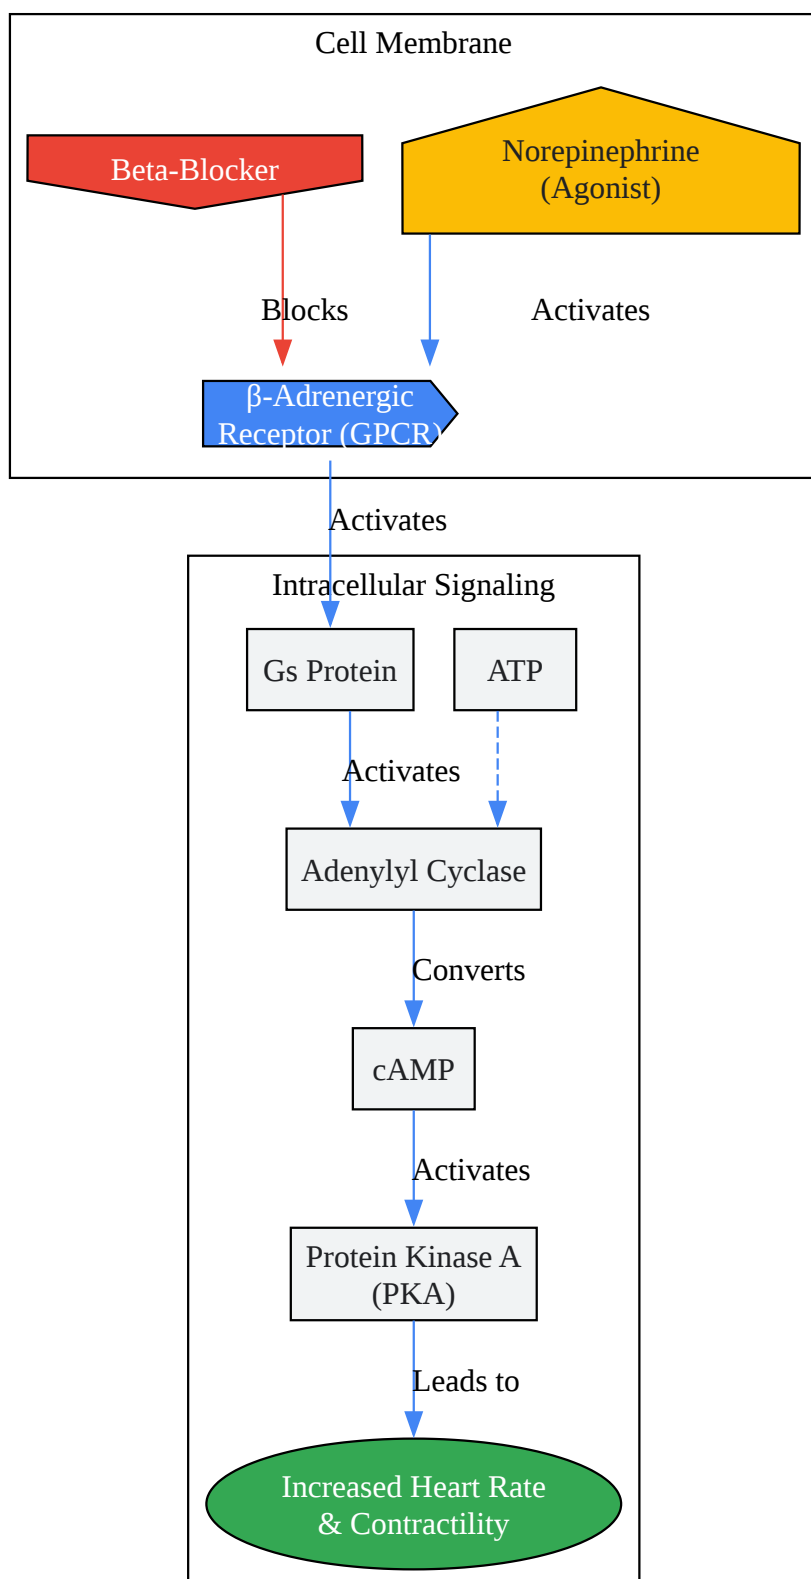 Cell Membrane
Beta-Blocker
Norepinephrine
(Agonist)
Blocks
Activates
β-Adrenergic
Receptor (GPCR)
Activates
Intracellular Signaling
Gs Protein
ATP
Activates
Adenylyl Cyclase
Converts
cAMP
Activates
Protein Kinase A
(PKA)
Leads to
Increased Heart Rate
& Contractility